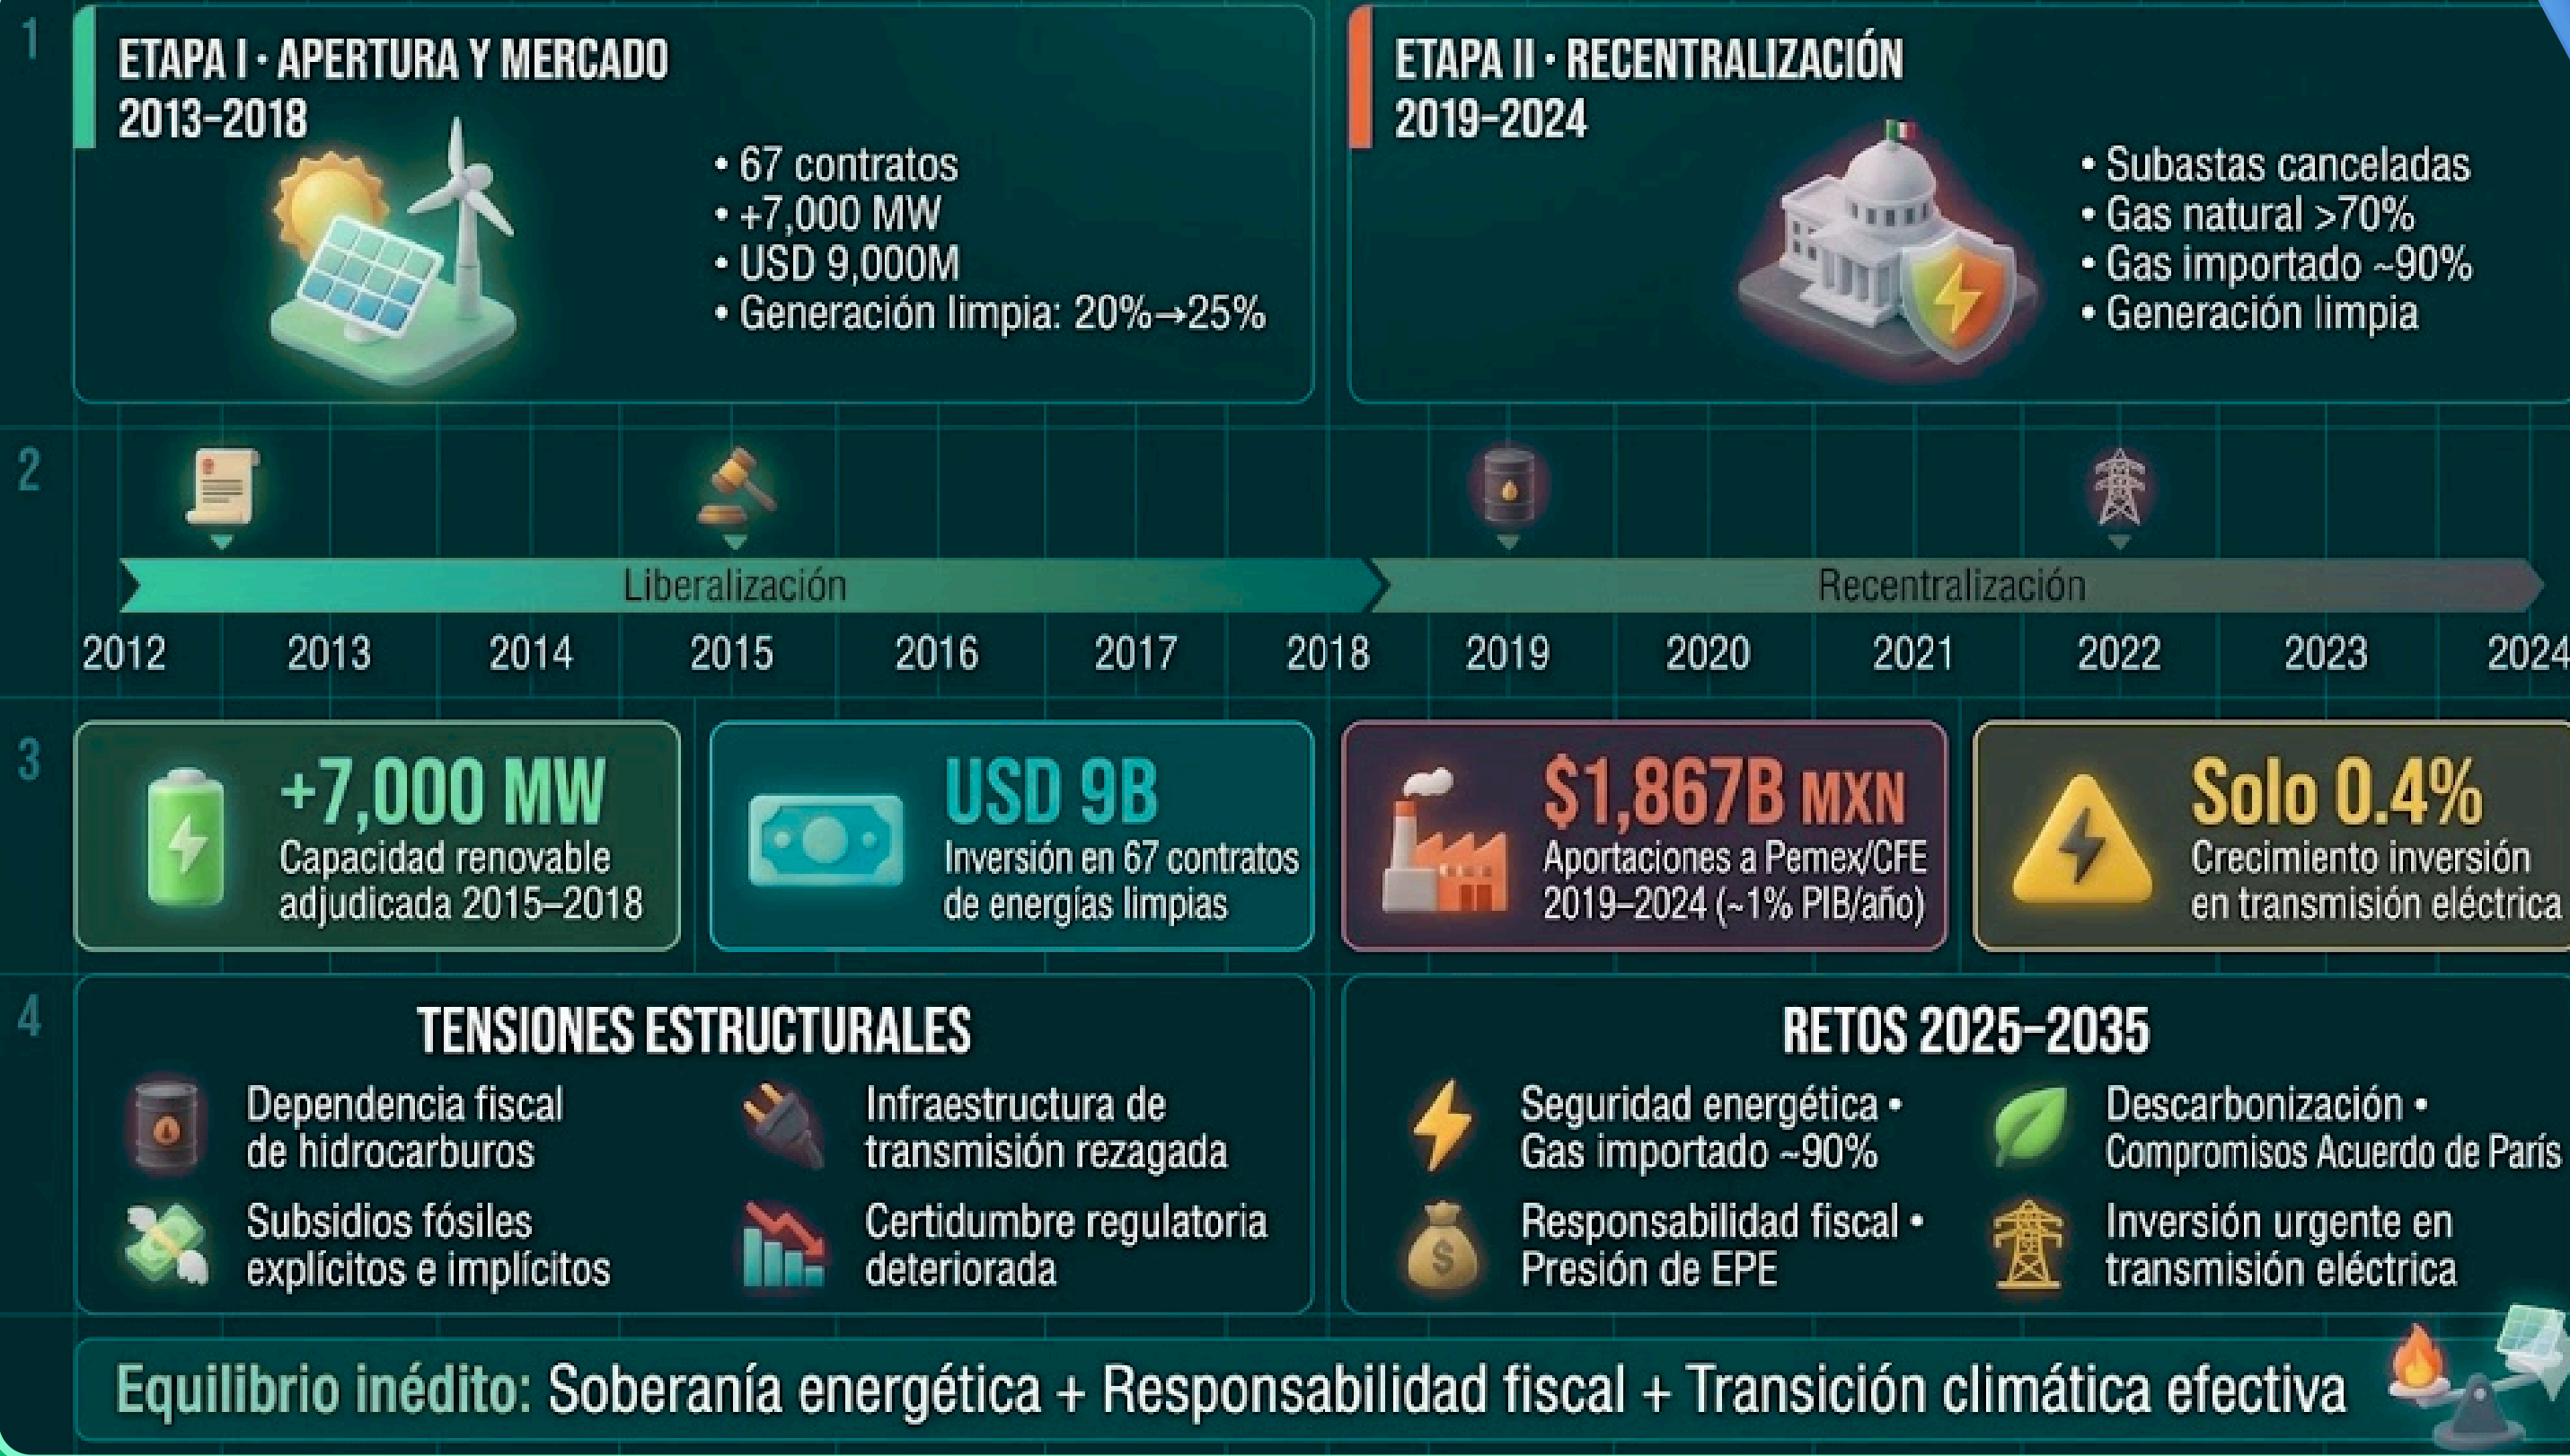 1
ETAPA I · APERTURA Y MERCADO
2013–2018
• 67 contratos
• +7,000 MW
• USD 9,000M
• Generación limpia: 20%→25%
ETAPA II · RECENTRALIZACIÓN
2019–2024
• Subastas canceladas
• Gas natural >70%
• Gas importado ~90%
• Generación limpia
2
Liberalización
Recentralización
2012 2013 2014 2015 2016 2017 2018 2019 2020 2021 2022 2023 2024
3
+7,000 MW
Capacidad renovable
adjudicada 2015–2018
USD 9B
Inversión en 67 contratos
de energías limpias
$1,867B MXN
Aportaciones a Pemex/CFE
2019–2024 (~1% PIB/año)
Solo 0.4%
Crecimiento inversión
en transmisión eléctrica
4
TENSIONES ESTRUCTURALES
Dependencia fiscal
de hidrocarburos
Infraestructura de
transmisión rezagada
Subsidios fósiles
explícitos e implícitos
Certidumbre regulatoria
deteriorada
RETOS 2025–2035
Seguridad energética •
Gas importado ~90%
Descarbonización •
Compromisos Acuerdo de París
Responsabilidad fiscal •
Presión de EPE
Inversión urgente en
transmisión eléctrica
$
Equilibrio inédito: Soberanía energética + Responsabilidad fiscal + Transición climática efectiva